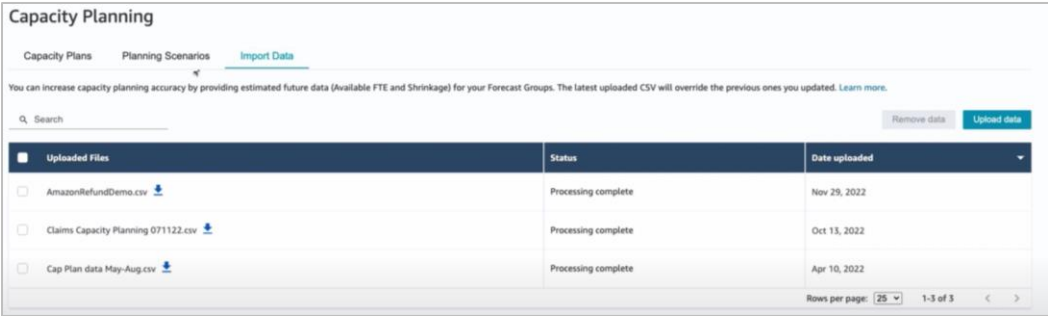 Capacity Planning
Capacity Plans Planning Scenarios Import Data
You can increase capacity planning accuracy by providing estimated future data (Available FTE and Shrinkage) for your Forecast Groups. The latest uploaded CSV will override the previous ones you updated. Learn more.
Search Remove data Upload data
Uploaded Files Status Date uploaded
AmazonRefundDemo.csv Processing complete Nov 29, 2022
Claims Capacity Planning 071122.csv Processing complete Oct 13, 2022
Cap Plan data May-Aug.csv Processing complete Apr 10, 2022
Rows per page: 25 1-3 of 3